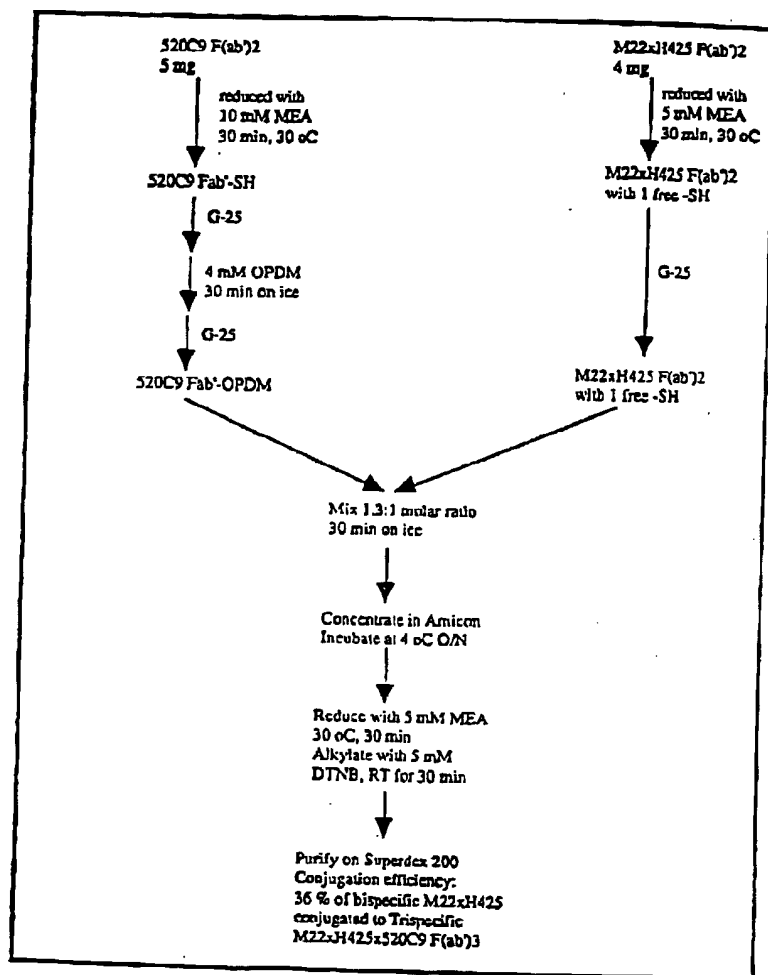 520C9 F(ab')2
5 mg
reduced with
10 mM MEA
30 min, 30 oC
520C9 Fab'-SH
G-25
4 mM OPDM
30 min on ice
G-25
520C9 Fab'-OPDM
M22xH425 F(ab')2
4 mg
reduced with
5 mM MEA
30 min, 30 oC
M22xH425 F(ab')2
with 1 free -SH
G-25
M22xH425 F(ab')2
with 1 free -SH
Mix 1.3:1 molar ratio
30 min on ice
Concentrate in Amicon
Incubate at 4 oC O/N
Reduce with 5 mM MEA
30 oC, 30 min
Alkylate with 5 mM
DTNB, RT for 30 min
Purify on Superdex 200
Conjugation efficiency:
36 % of bispecific M22xH425
conjugated to Trispecific
M22xH425x520C9 F(ab')3